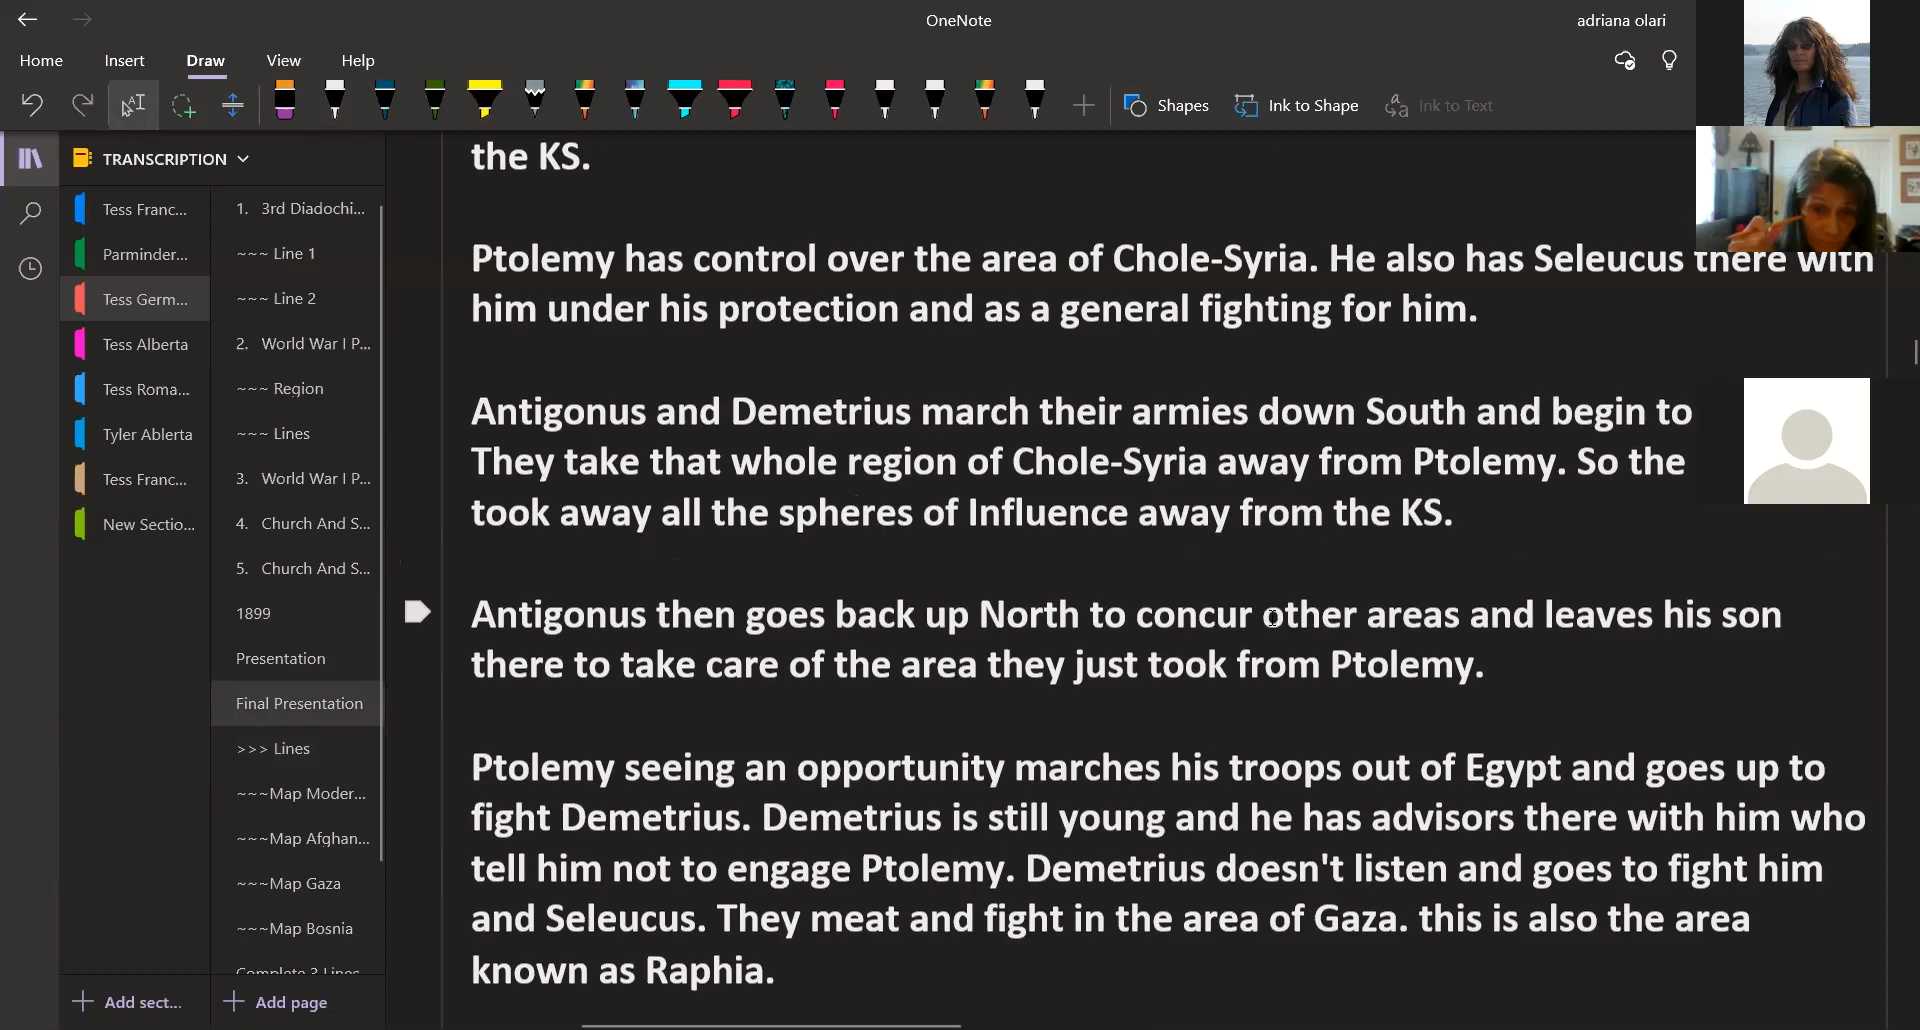 OneNote
adriana olari
Home
Insert
Draw
View
Help
Shapes
Ink to Shape
Ink to Text
TRANSCRIPTION
Tess Franc...
Parminder...
Tess Germ...
Tess Alberta
Tess Roma...
Tyler Ablerta
Tess Franc...
New Sectio...
Add sect...
1. 3rd Diadochi...
~~~ Line 1
~~~ Line 2
2. World War I P...
~~~ Region
~~~ Lines
3. World War I P...
4. Church And S...
5. Church And S...
1899
Presentation
Final Presentation
>>> Lines
~~~Map Moder...
~~~Map Afghan...
~~~Map Gaza
~~~Map Bosnia
Complete 3 Lines
Add page
the KS.
Ptolemy has control over the area of Chole-Syria. He also has Seleucus there with
him under his protection and as a general fighting for him.
Antigonus and Demetrius march their armies down South and begin to
They take that whole region of Chole-Syria away from Ptolemy. So the
took away all the spheres of Influence away from the KS.
Antigonus then goes back up North to concur other areas and leaves his son
there to take care of the area they just took from Ptolemy.
Ptolemy seeing an opportunity marches his troops out of Egypt and goes up to
fight Demetrius. Demetrius is still young and he has advisors there with him who
tell him not to engage Ptolemy. Demetrius doesn't listen and goes to fight him
and Seleucus. They meat and fight in the area of Gaza. this is also the area
known as Raphia.